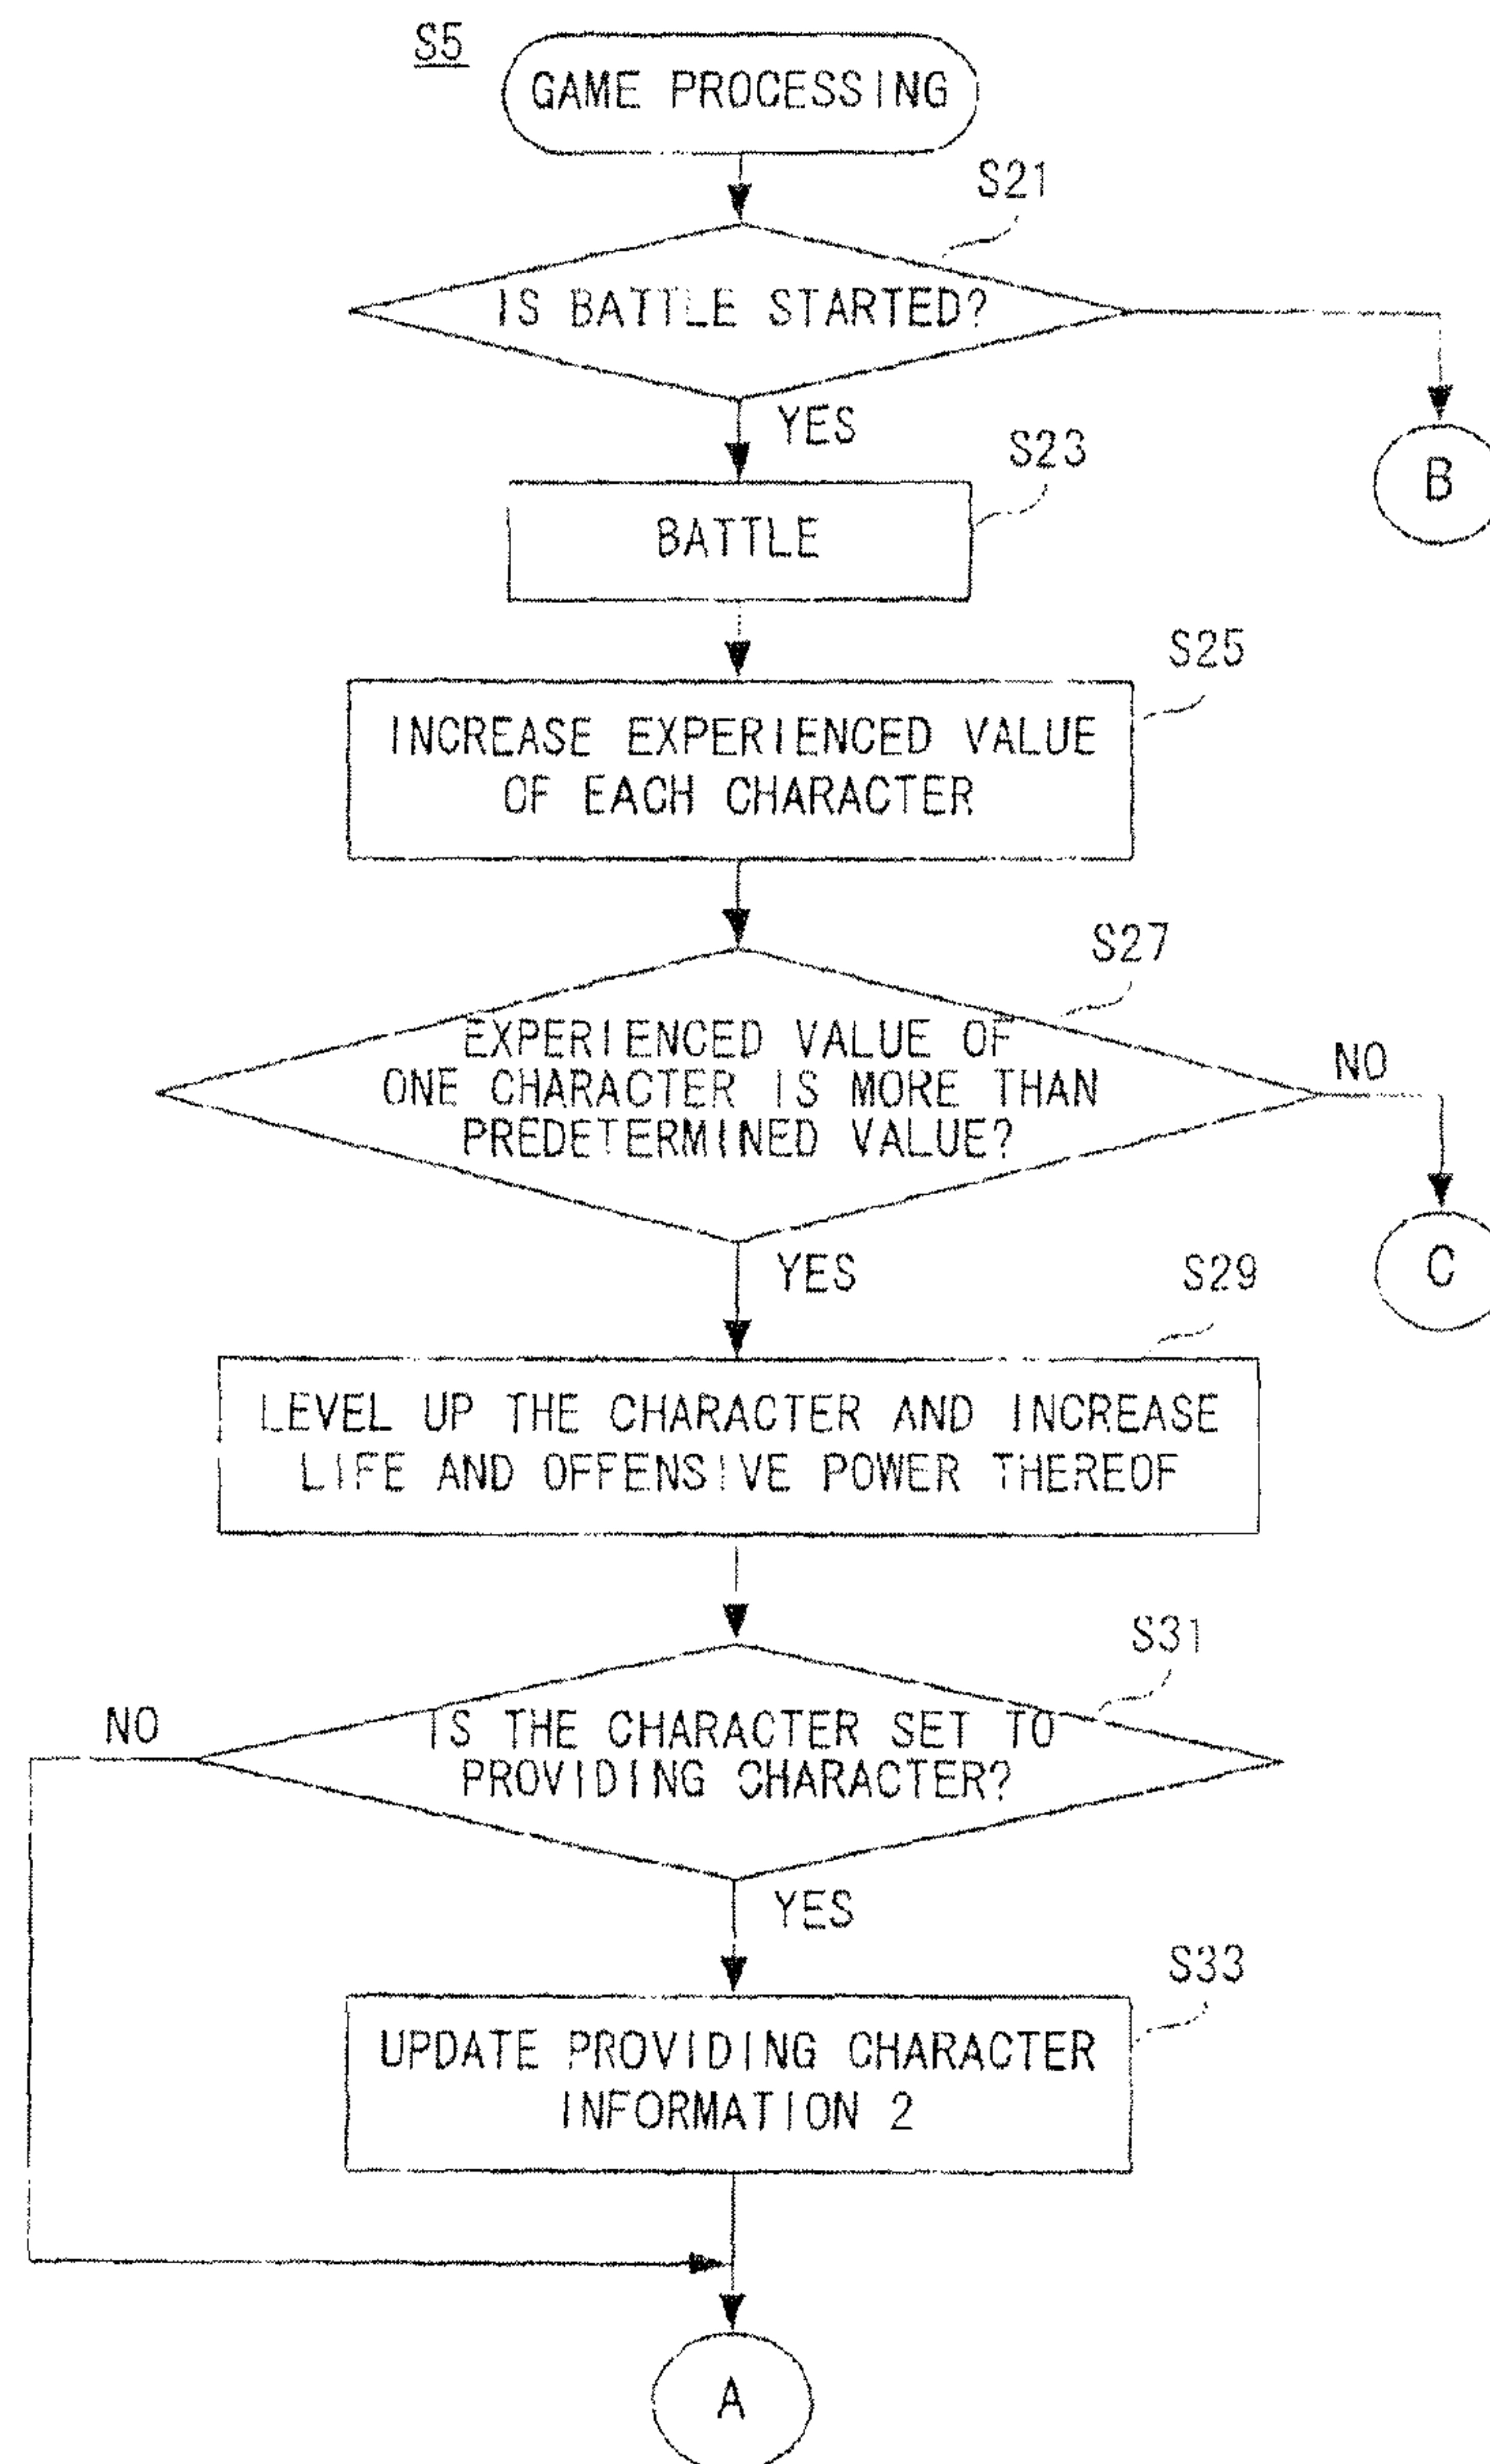 S5
GAME PROCESSING
S21
IS BATTLE STARTED?
YES
B
S23
BATTLE
S25
INCREASE EXPERIENCED VALUE
OF EACH CHARACTER
S27
EXPERIENCED VALUE OF
ONE CHARACTER IS MORE THAN
PREDETERMINED VALUE?
NO
C
YES
S29
LEVEL UP THE CHARACTER AND INCREASE
LIFE AND OFFENSIVE POWER THEREOF
S31
NO
IS THE CHARACTER SET TO
PROVIDING CHARACTER?
YES
S33
UPDATE PROVIDING CHARACTER
INFORMATION 2
A